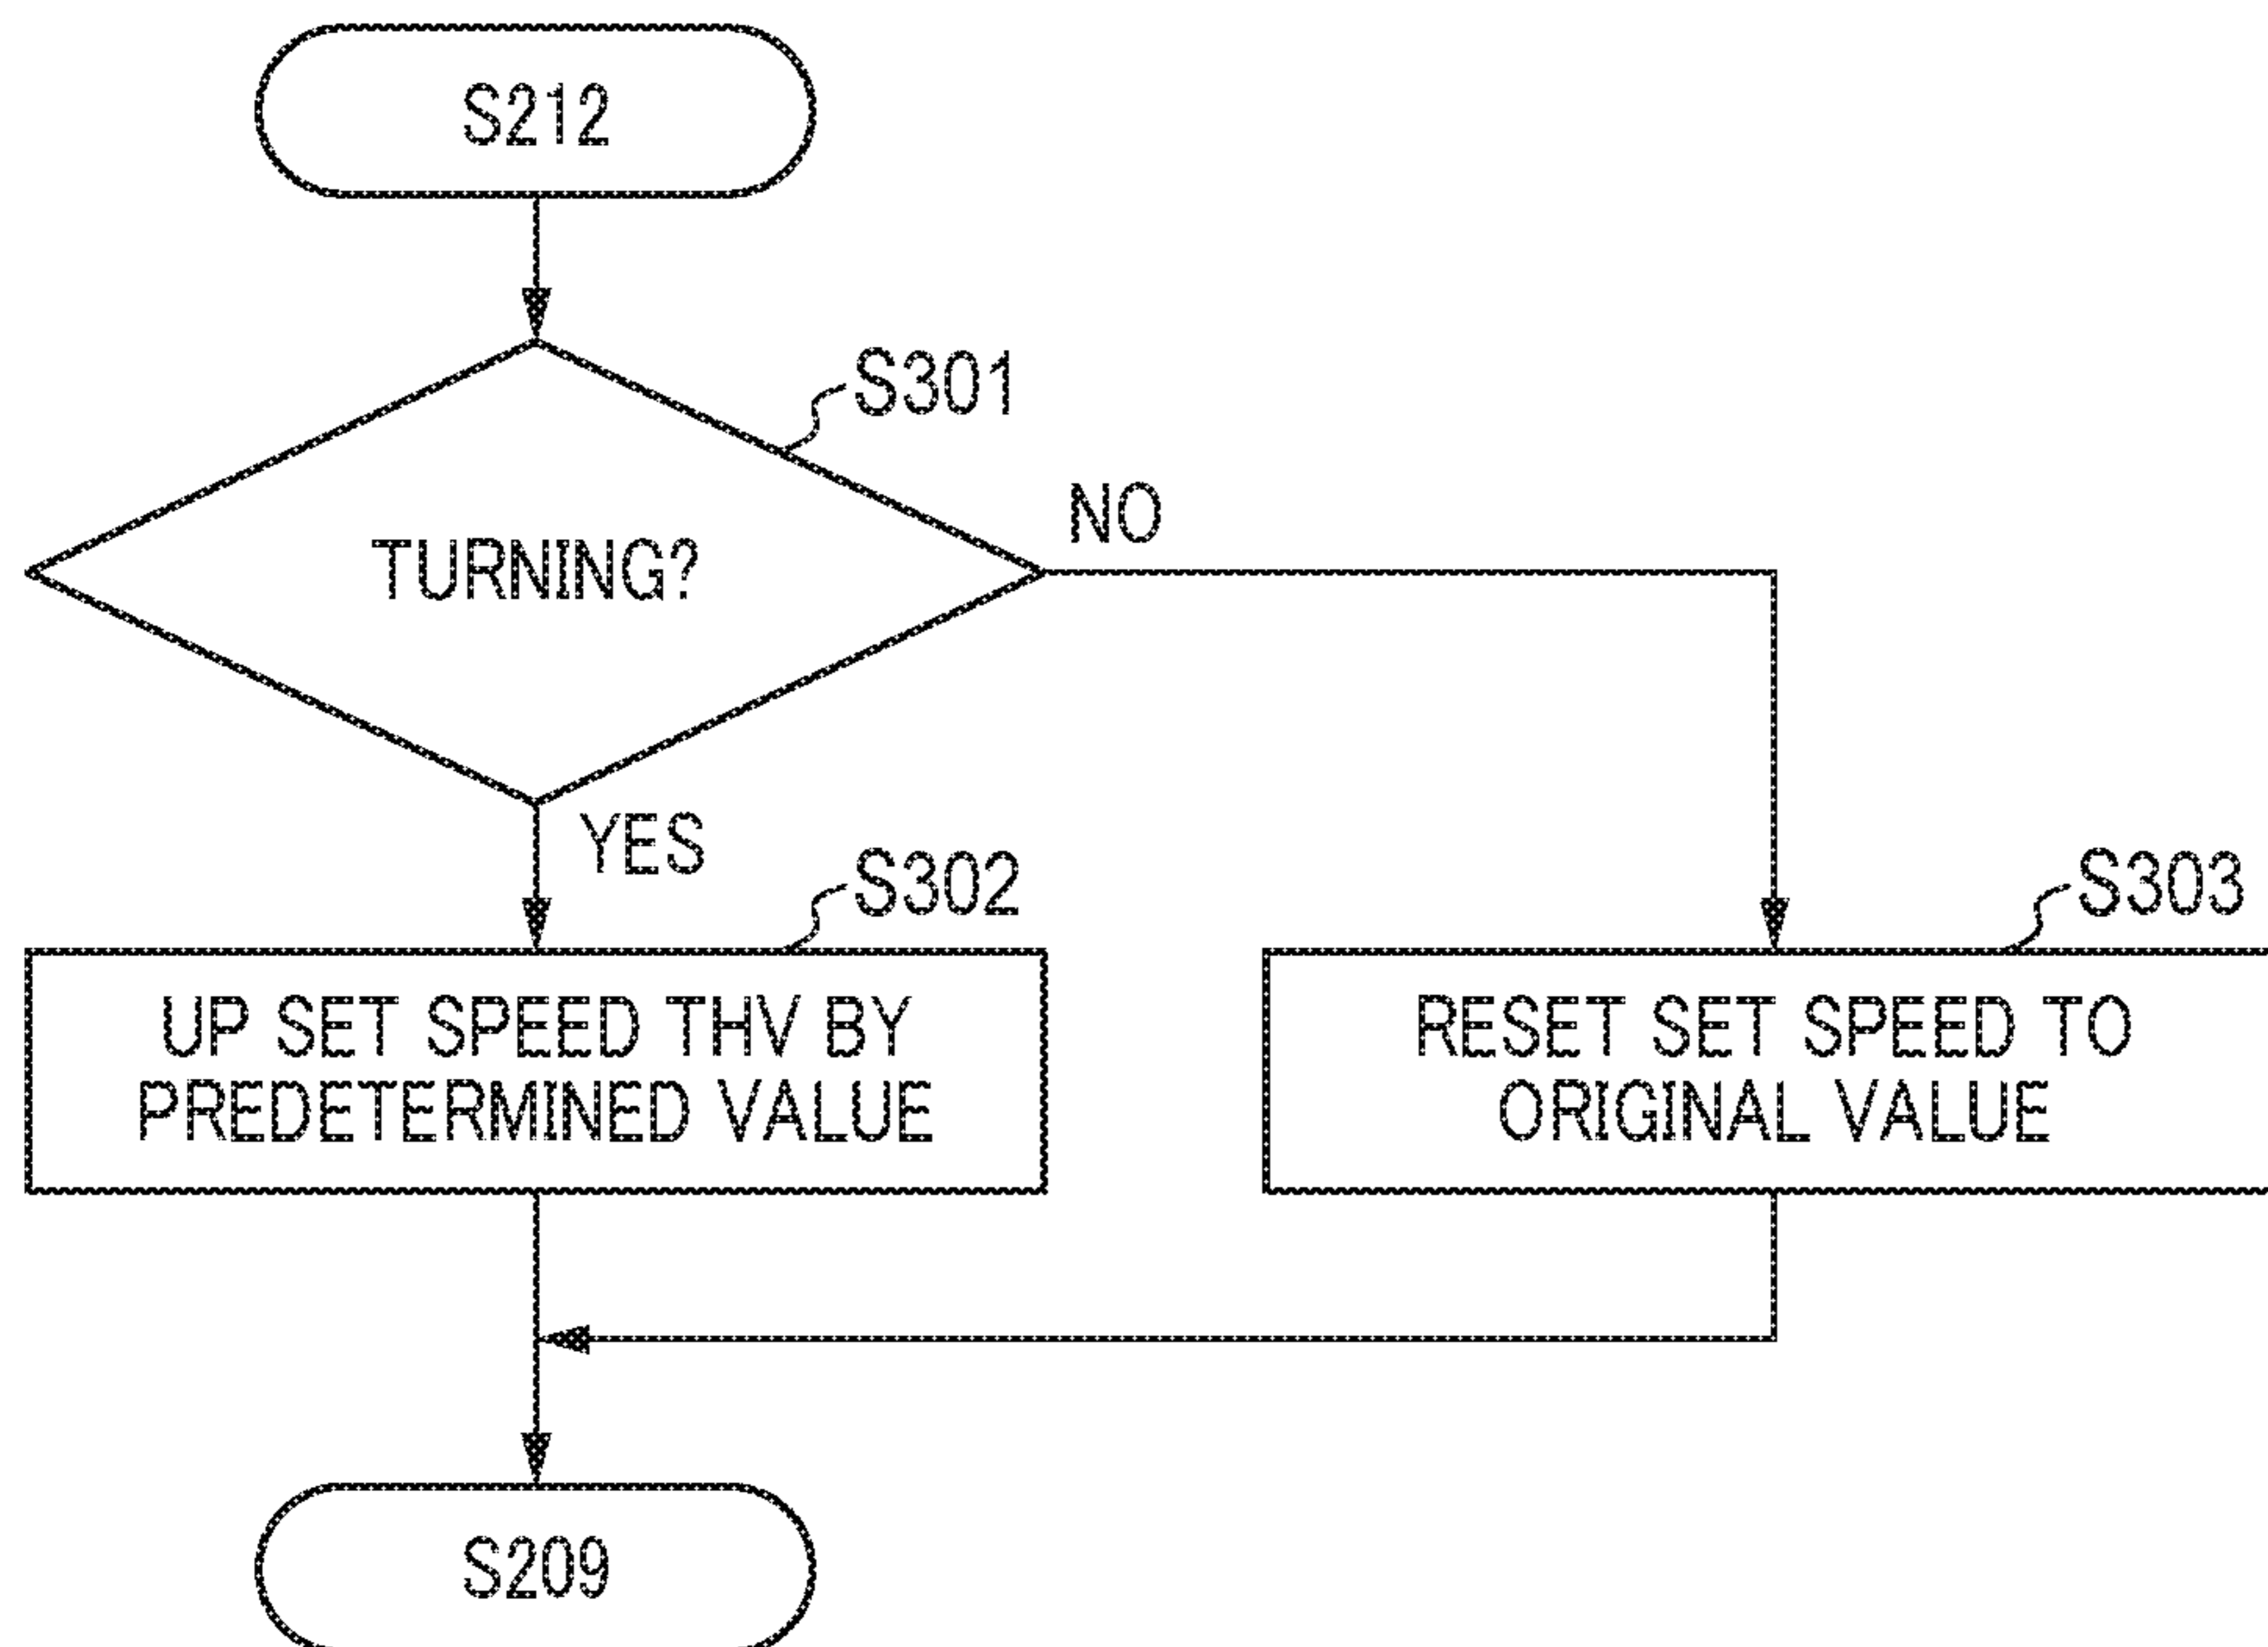 S212
S301
TURNING?
NO
YES
S302
UP SET SPEED THV BY
PREDETERMINED VALUE
S303
RESET SET SPEED TO
ORIGINAL VALUE
S209